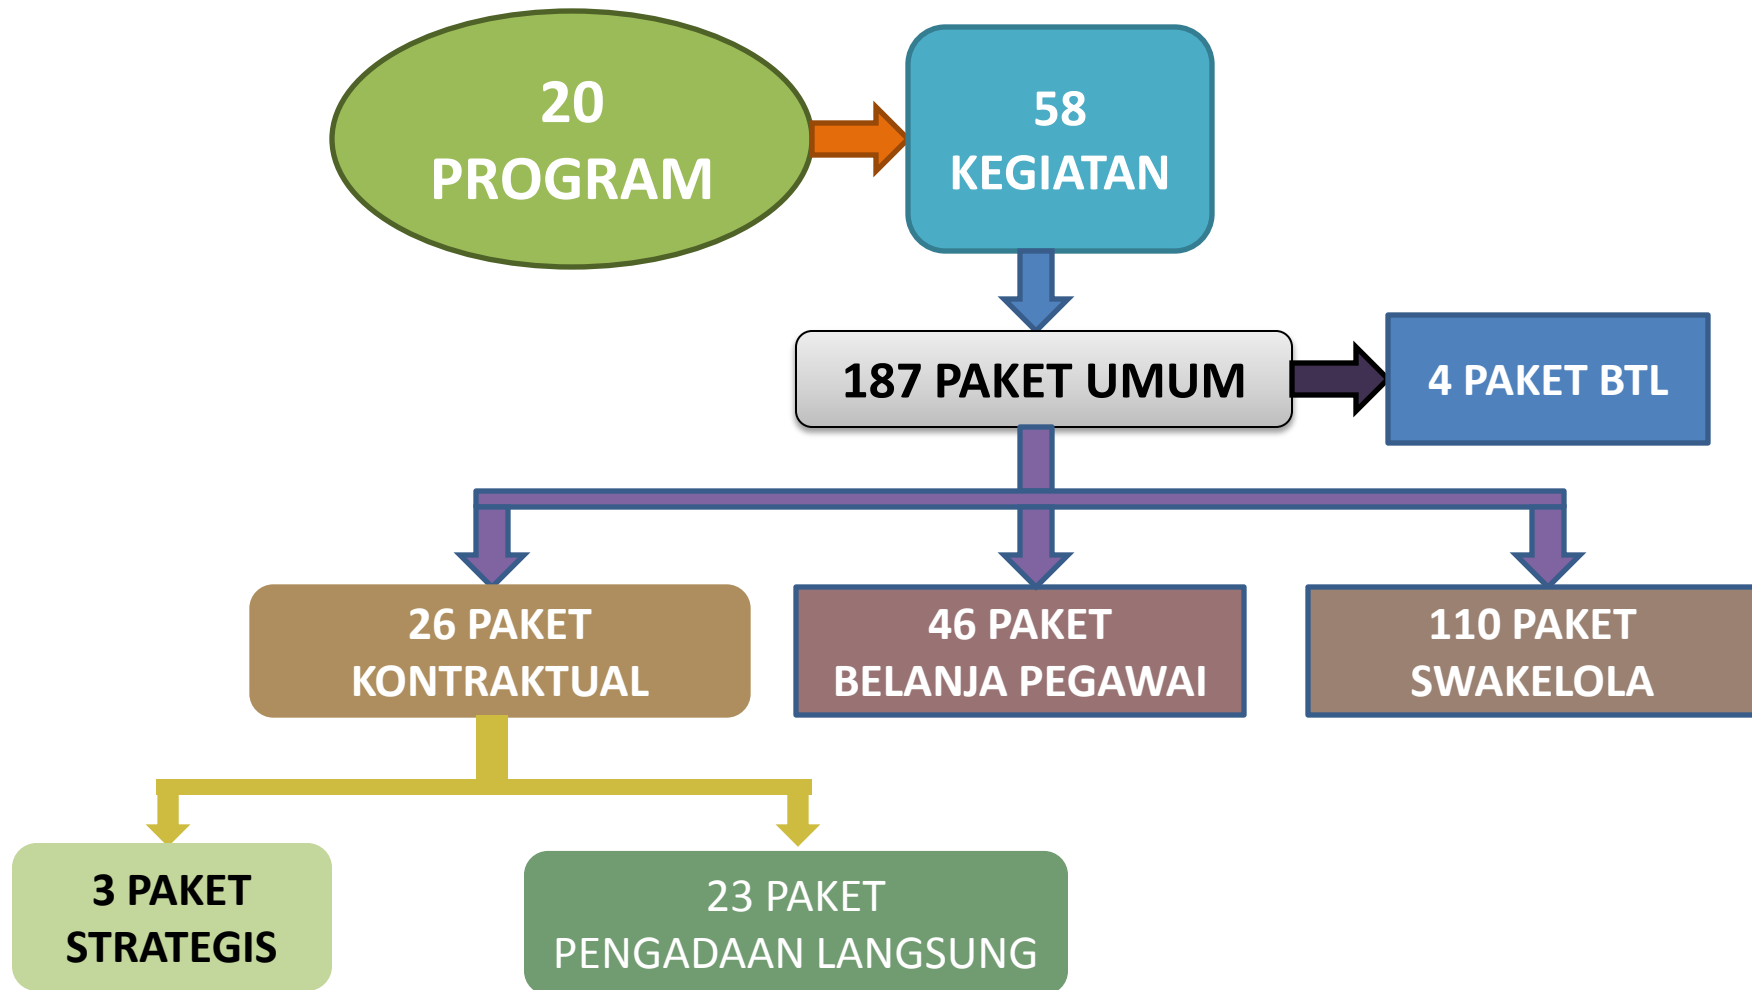 20
PROGRAM
58
KEGIATAN
187 PAKET UMUM
4 PAKET BTL
26 PAKET
KONTRAKTUAL
46 PAKET
BELANJA PEGAWAI
110 PAKET
SWAKELOLA
3 PAKET
STRATEGIS
23 PAKET
PENGADAAN LANGSUNG